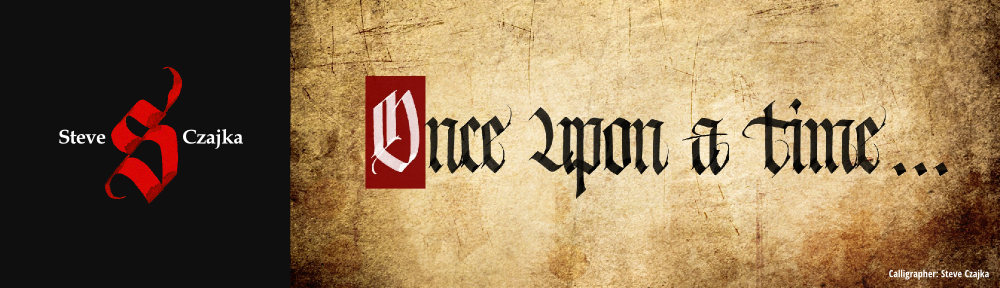 Steve Czajka
Once upon a time...
Calligrapher: Steve Czajka